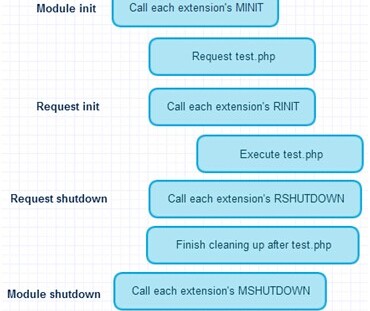 Module init
Call each extension's MINIT
Request test.php
Request init
Call each extension's RINIT
Execute test.php
Request shutdown
Call each extension's RSHUTDOWN
Finish cleaning up after test.php
Module shutdown
Call each extension's MSHUTDOWN